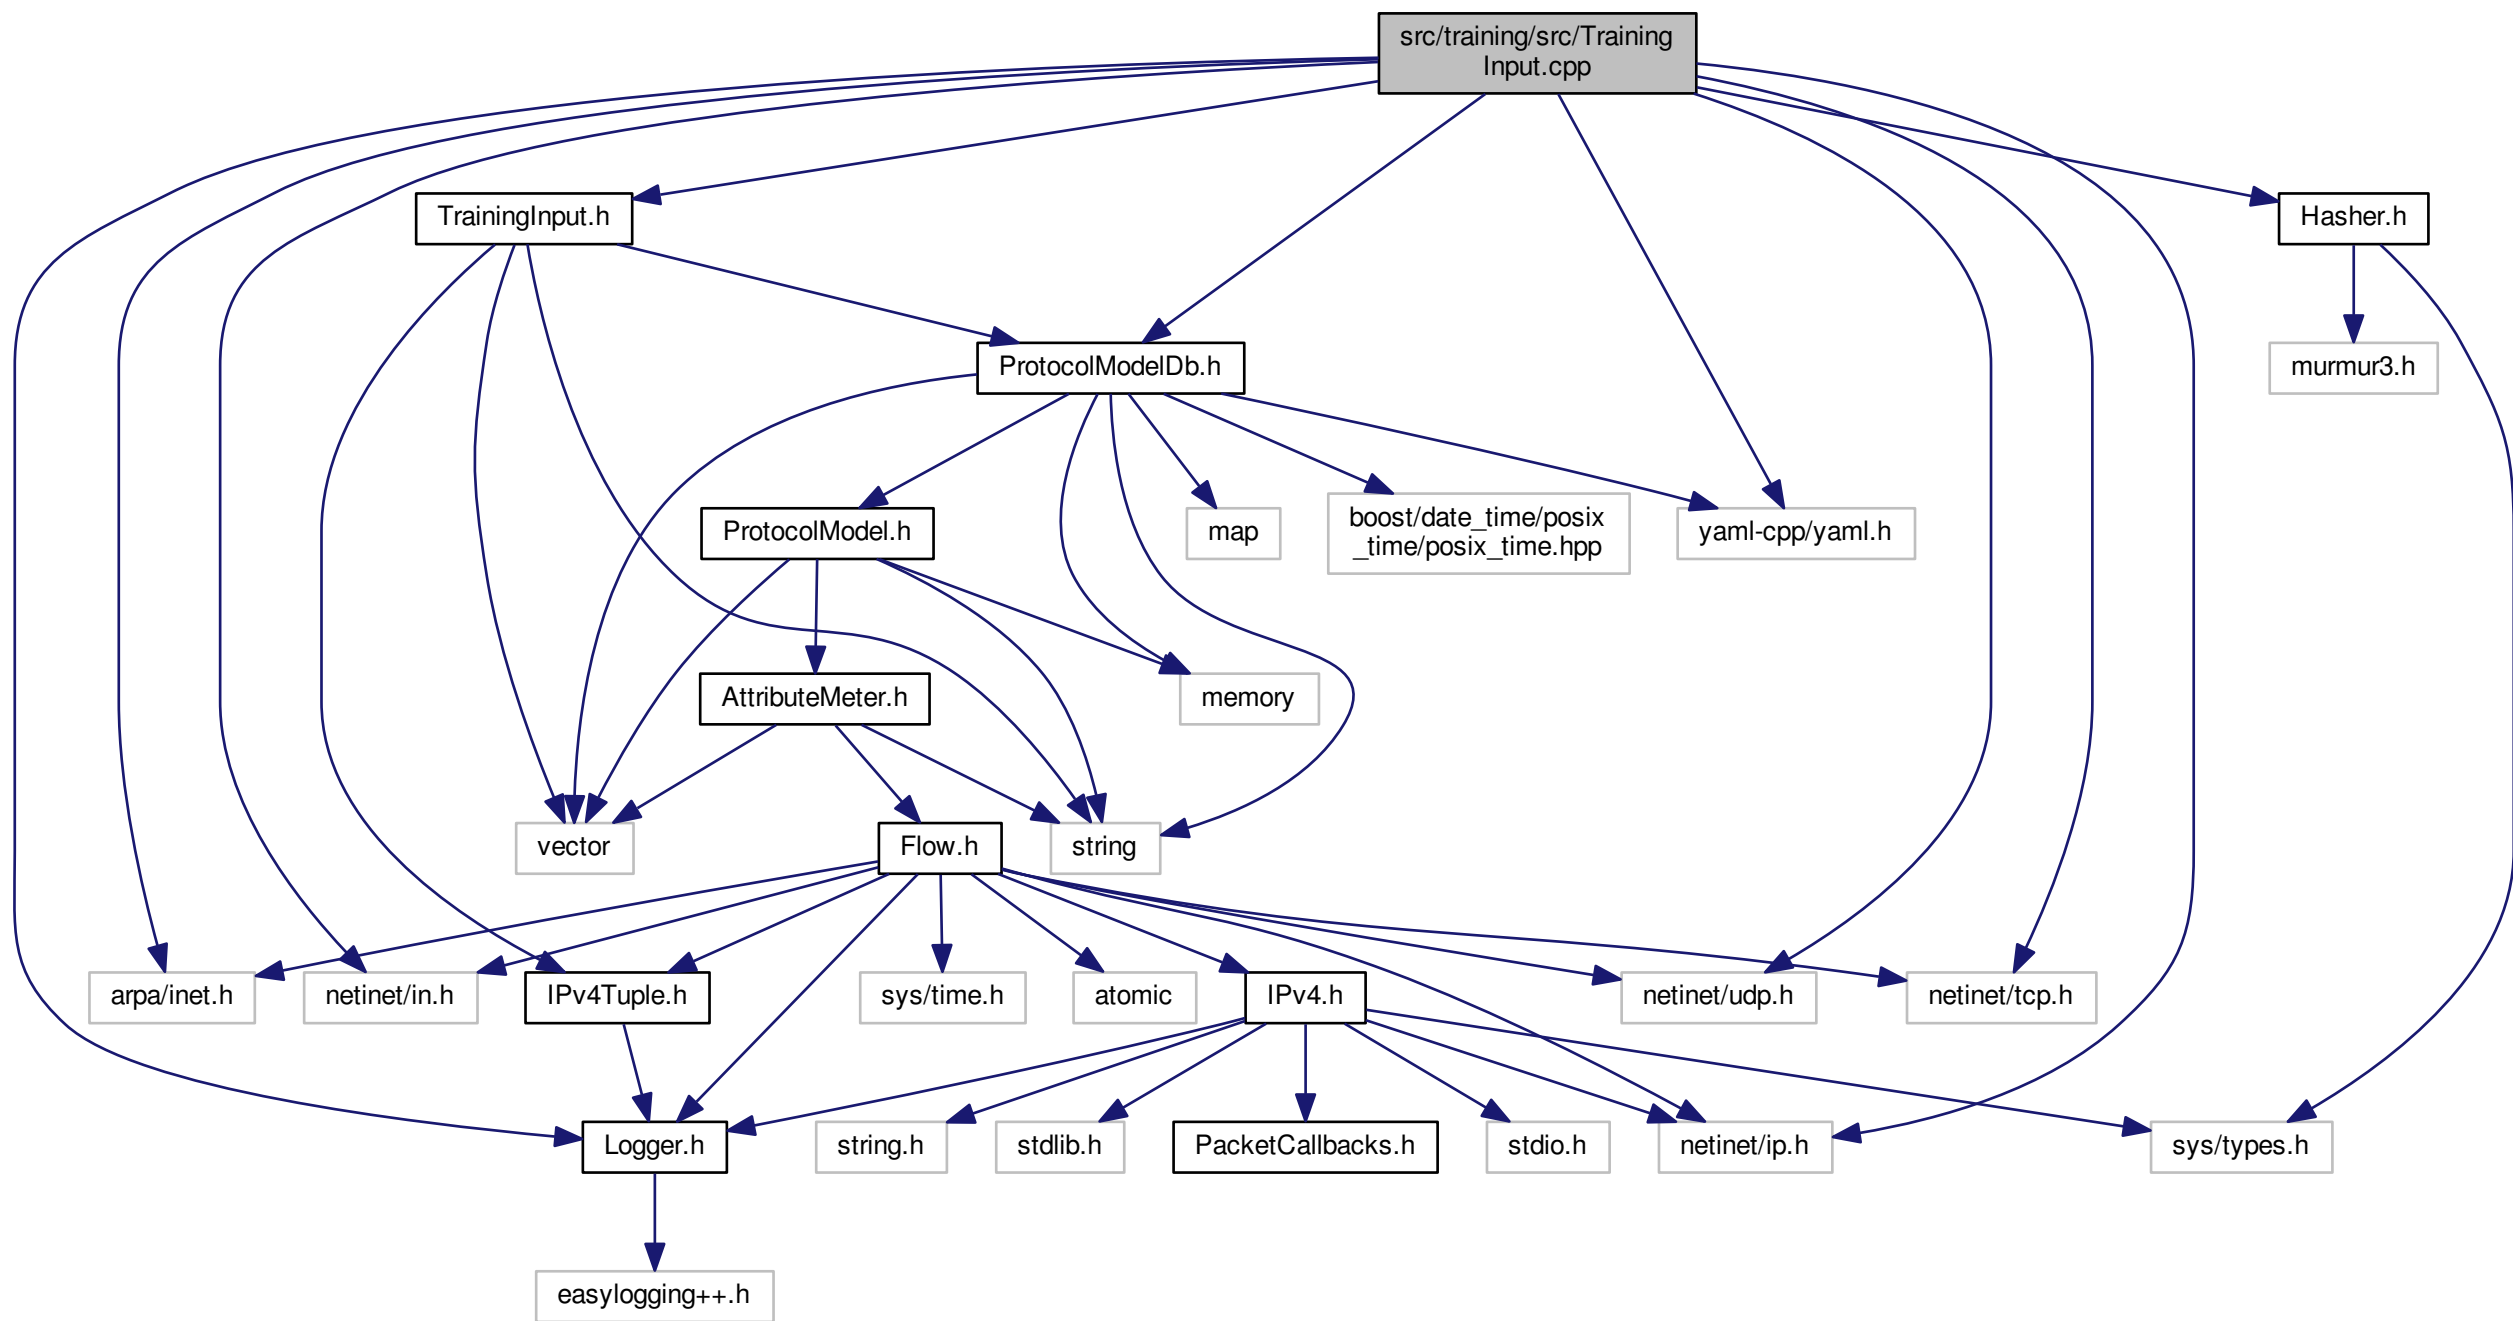 src/training/src/Training
Input.cpp
TrainingInput.h
Hasher.h
ProtocolModelDb.h
murmur3.h
ProtocolModel.h
map
boost/date_time/posix
_time/posix_time.hpp
yaml-cpp/yaml.h
AttributeMeter.h
memory
vector
Flow.h
string
arpa/inet.h
netinet/in.h
IPv4Tuple.h
sys/time.h
atomic
IPv4.h
netinet/udp.h
netinet/tcp.h
Logger.h
string.h
stdlib.h
PacketCallbacks.h
stdio.h
netinet/ip.h
sys/types.h
easylogging++.h